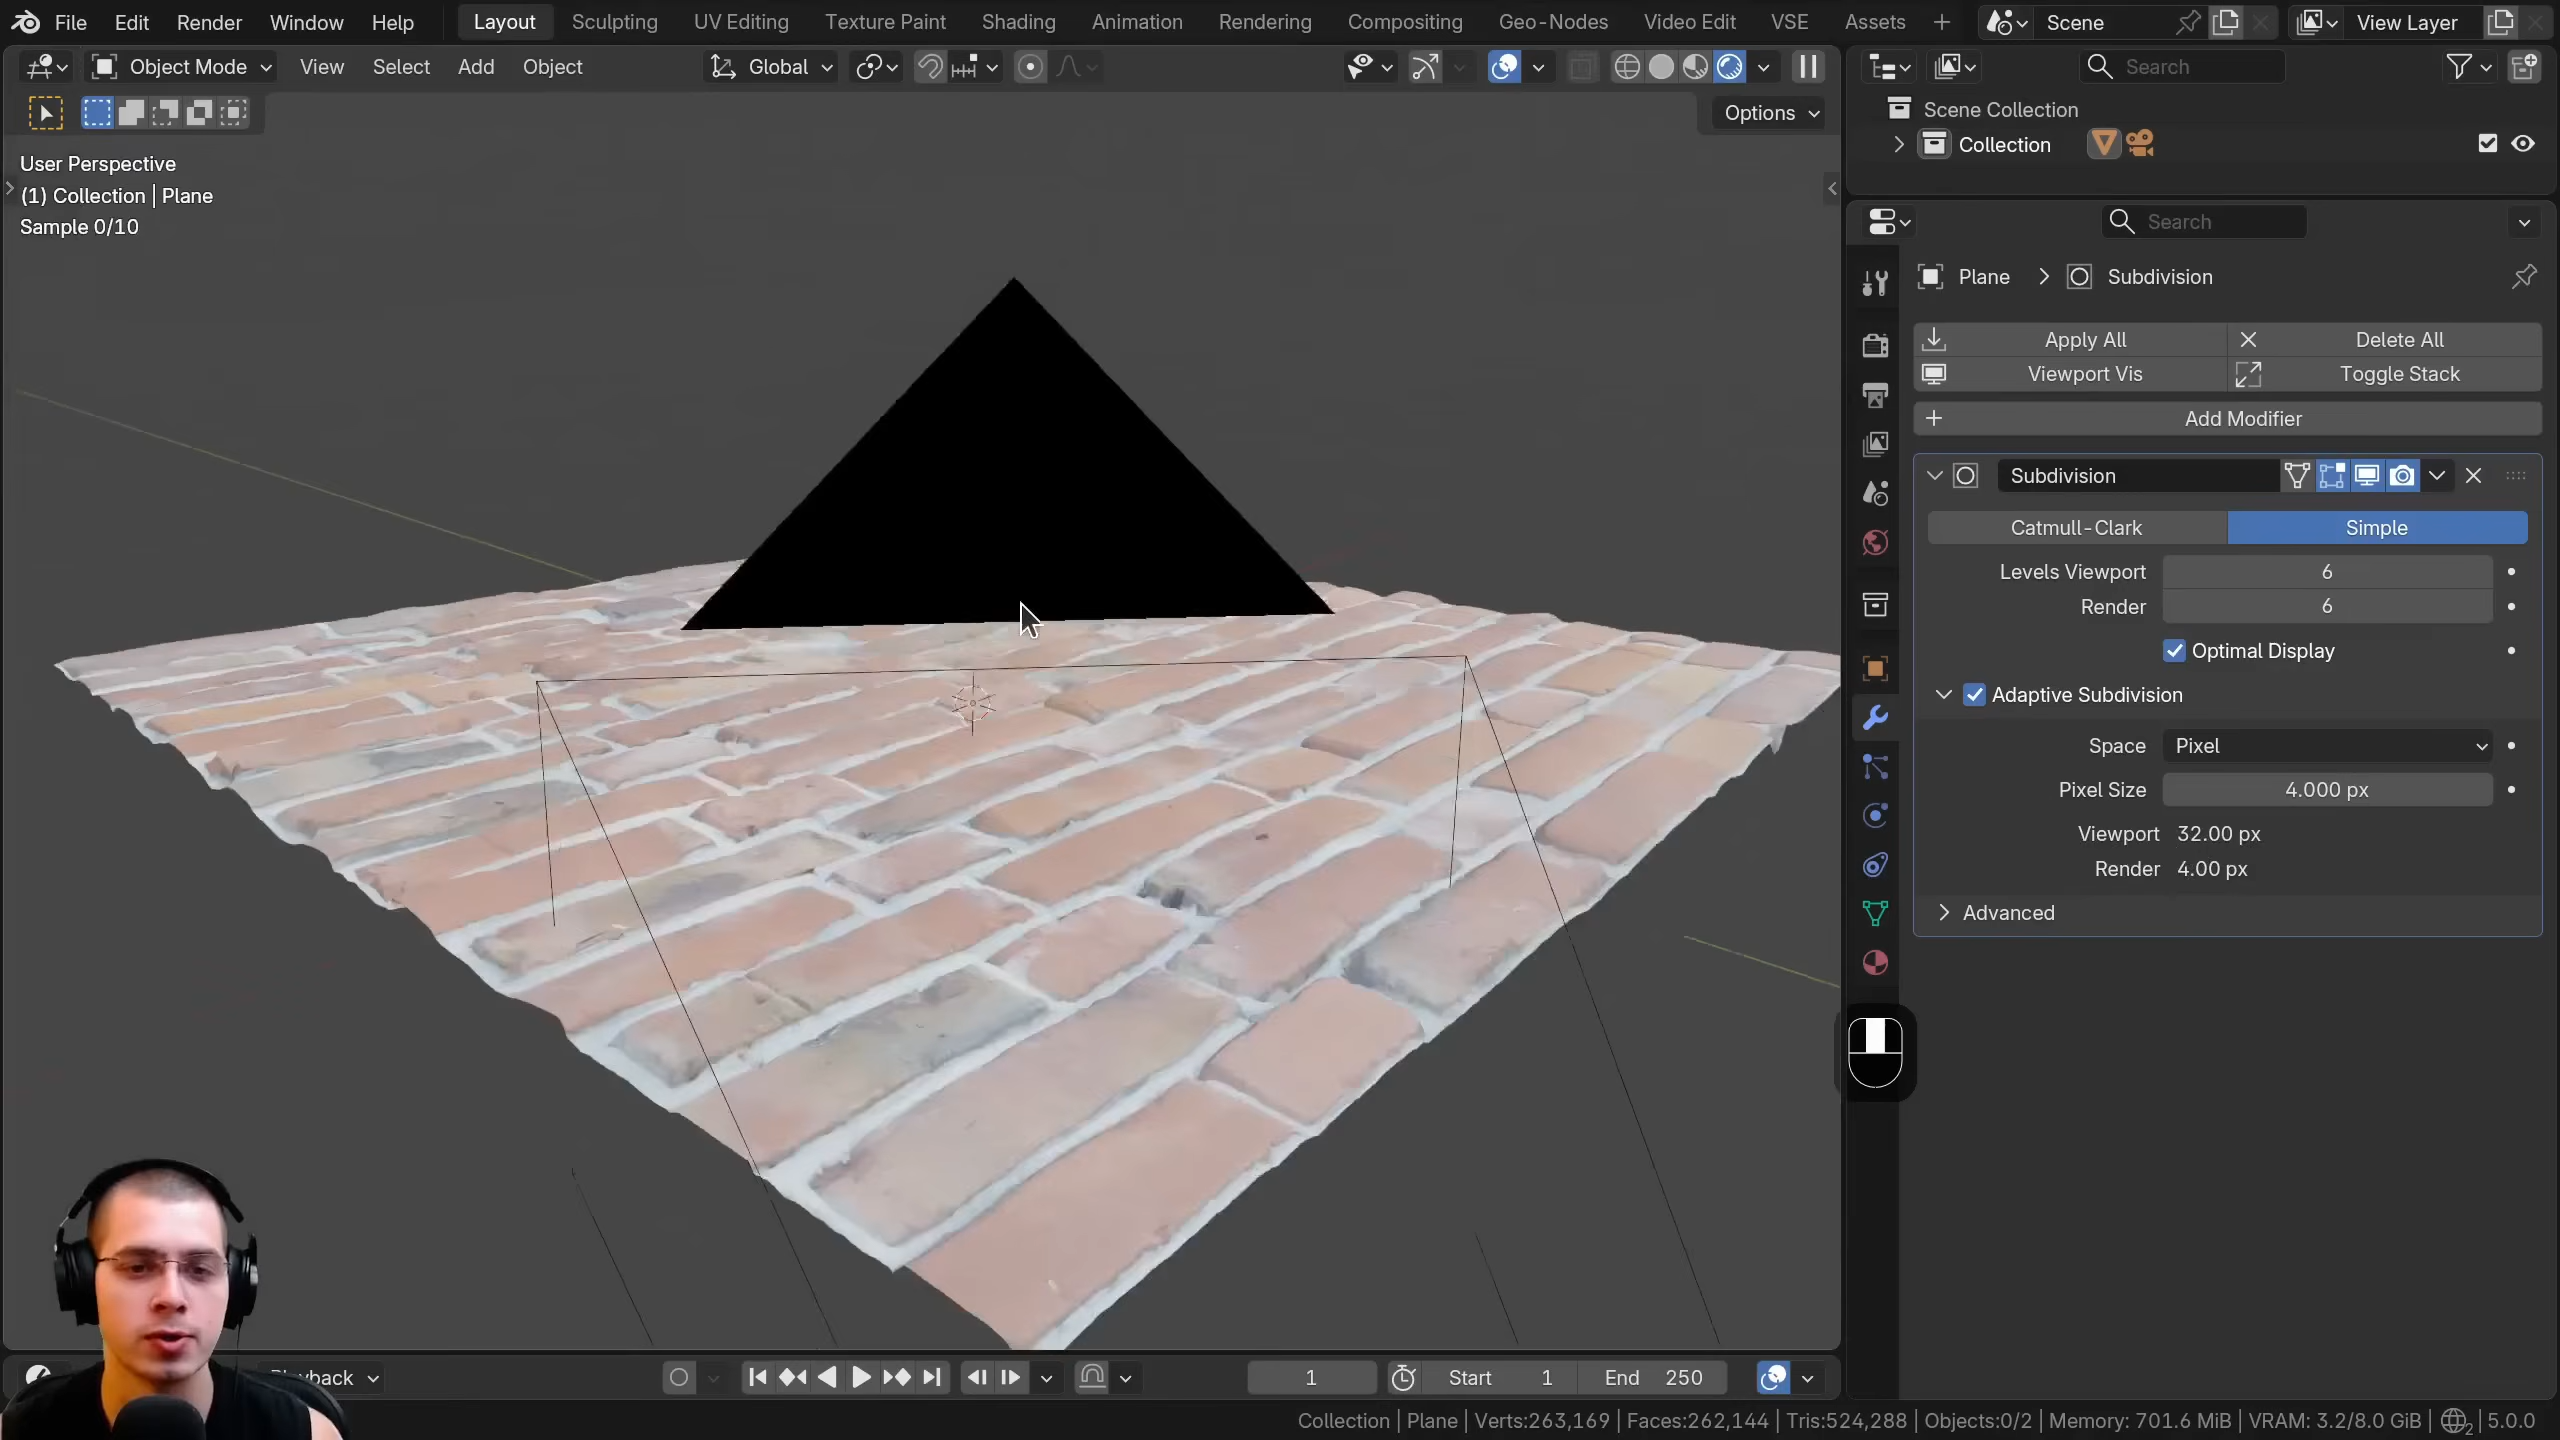 File Edit Render Window Help Layout Sculpting UV Editing Texture Paint Shading Animation Rendering Compositing Geo-Nodes Video Edit VSE Assets Scene View Layer
Object Mode View Select Add Object Global Search
Options
User Perspective
(1) Collection | Plane
Sample 0/10
Scene Collection
Collection
Search
Plane Subdivision
Apply All Delete All
Viewport Vis Toggle Stack
Add Modifier
Subdivision
Catmull-Clark Simple
Levels Viewport 6
Render 6
Optimal Display
Adaptive Subdivision
Space Pixel
Pixel Size 4.000 px
Viewport 32.00 px
Render 4.00 px
Advanced
1 Start 1 End 250
Collection | Plane | Verts:263,169 | Faces:262,144 | Tris:524,288 | Objects:0/2 | Memory: 701.6 MiB | VRAM: 3.2/8.0 GiB | 2 | 5.0.0